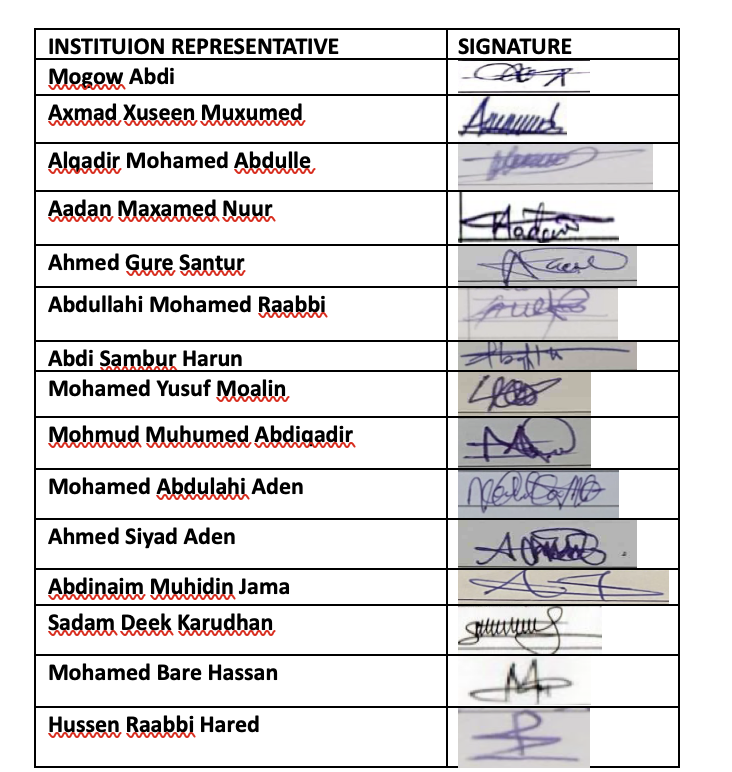 INSTITUION REPRESENTATIVE SIGNATURE
Mogow Abdi
Axmad Xuseen Muxumed
Alqadir Mohamed Abdulle
Aadan Maxamed Nuur
Ahmed Gure Santur
Abdullahi Mohamed Raabbi
Abdi Sambur Harun
Mohamed Yusuf Moalin
Mohmud Muhumed Abdiqadir
Mohamed Abdulahi Aden
Ahmed Siyad Aden
Abdinaim Muhidin Jama
Sadam Deek Karudhan
Mohamed Bare Hassan
Hussen Raabbi Hared